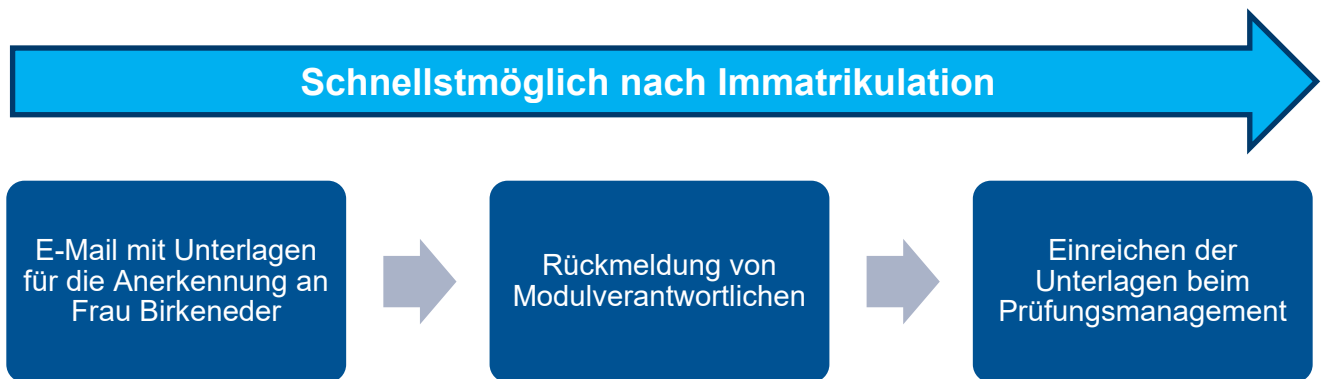 Schnellstmöglich nach Immatrikulation
E-Mail mit Unterlagen
für die Anerkennung an
Frau Birkeneder
Rückmeldung von
Modulverantwortlichen
Einreichen der
Unterlagen beim
Prüfungsmanagement